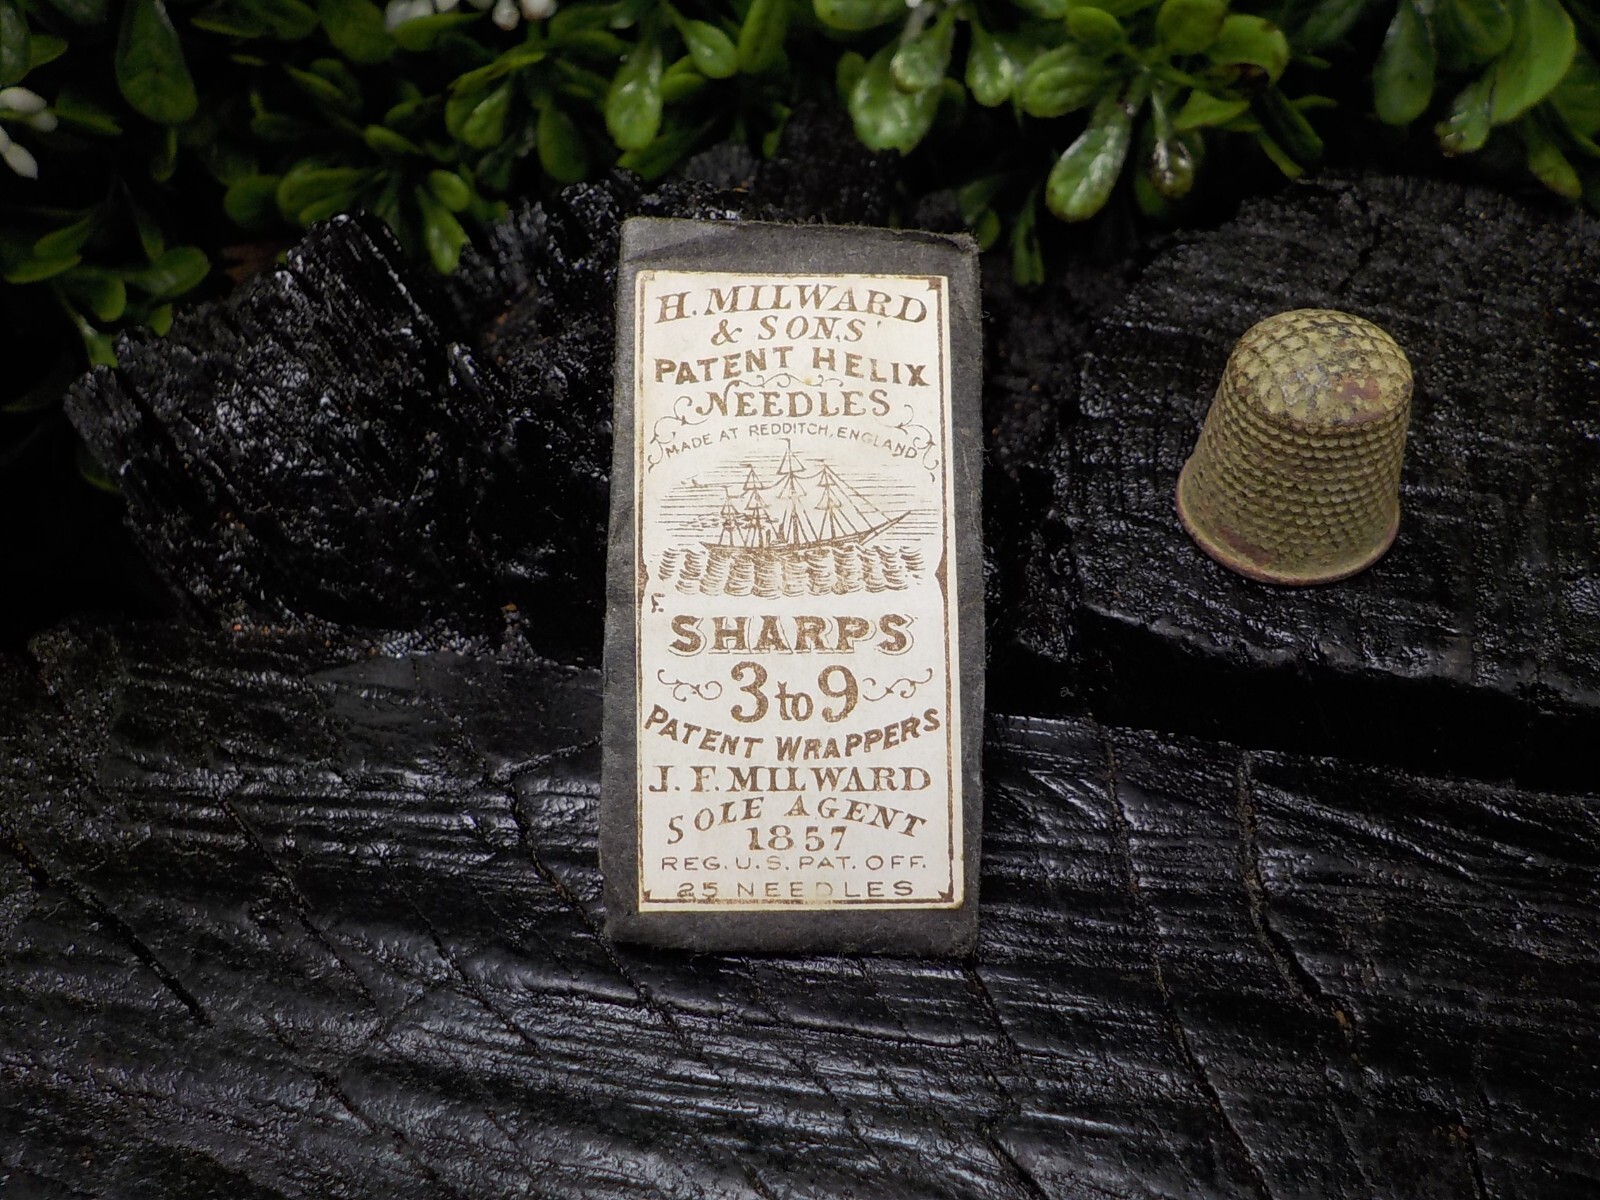 H. MILWARD
& SONS'
PATENT HELIX
NEEDLES
MADE AT REDDITCH, ENGLAND
F.
SHARPS
3 to 9
PATENT WRAPPERS
J. F. MILWARD
SOLE AGENT
1857
REG. U.S. PAT. OFF.
25 NEEDLES